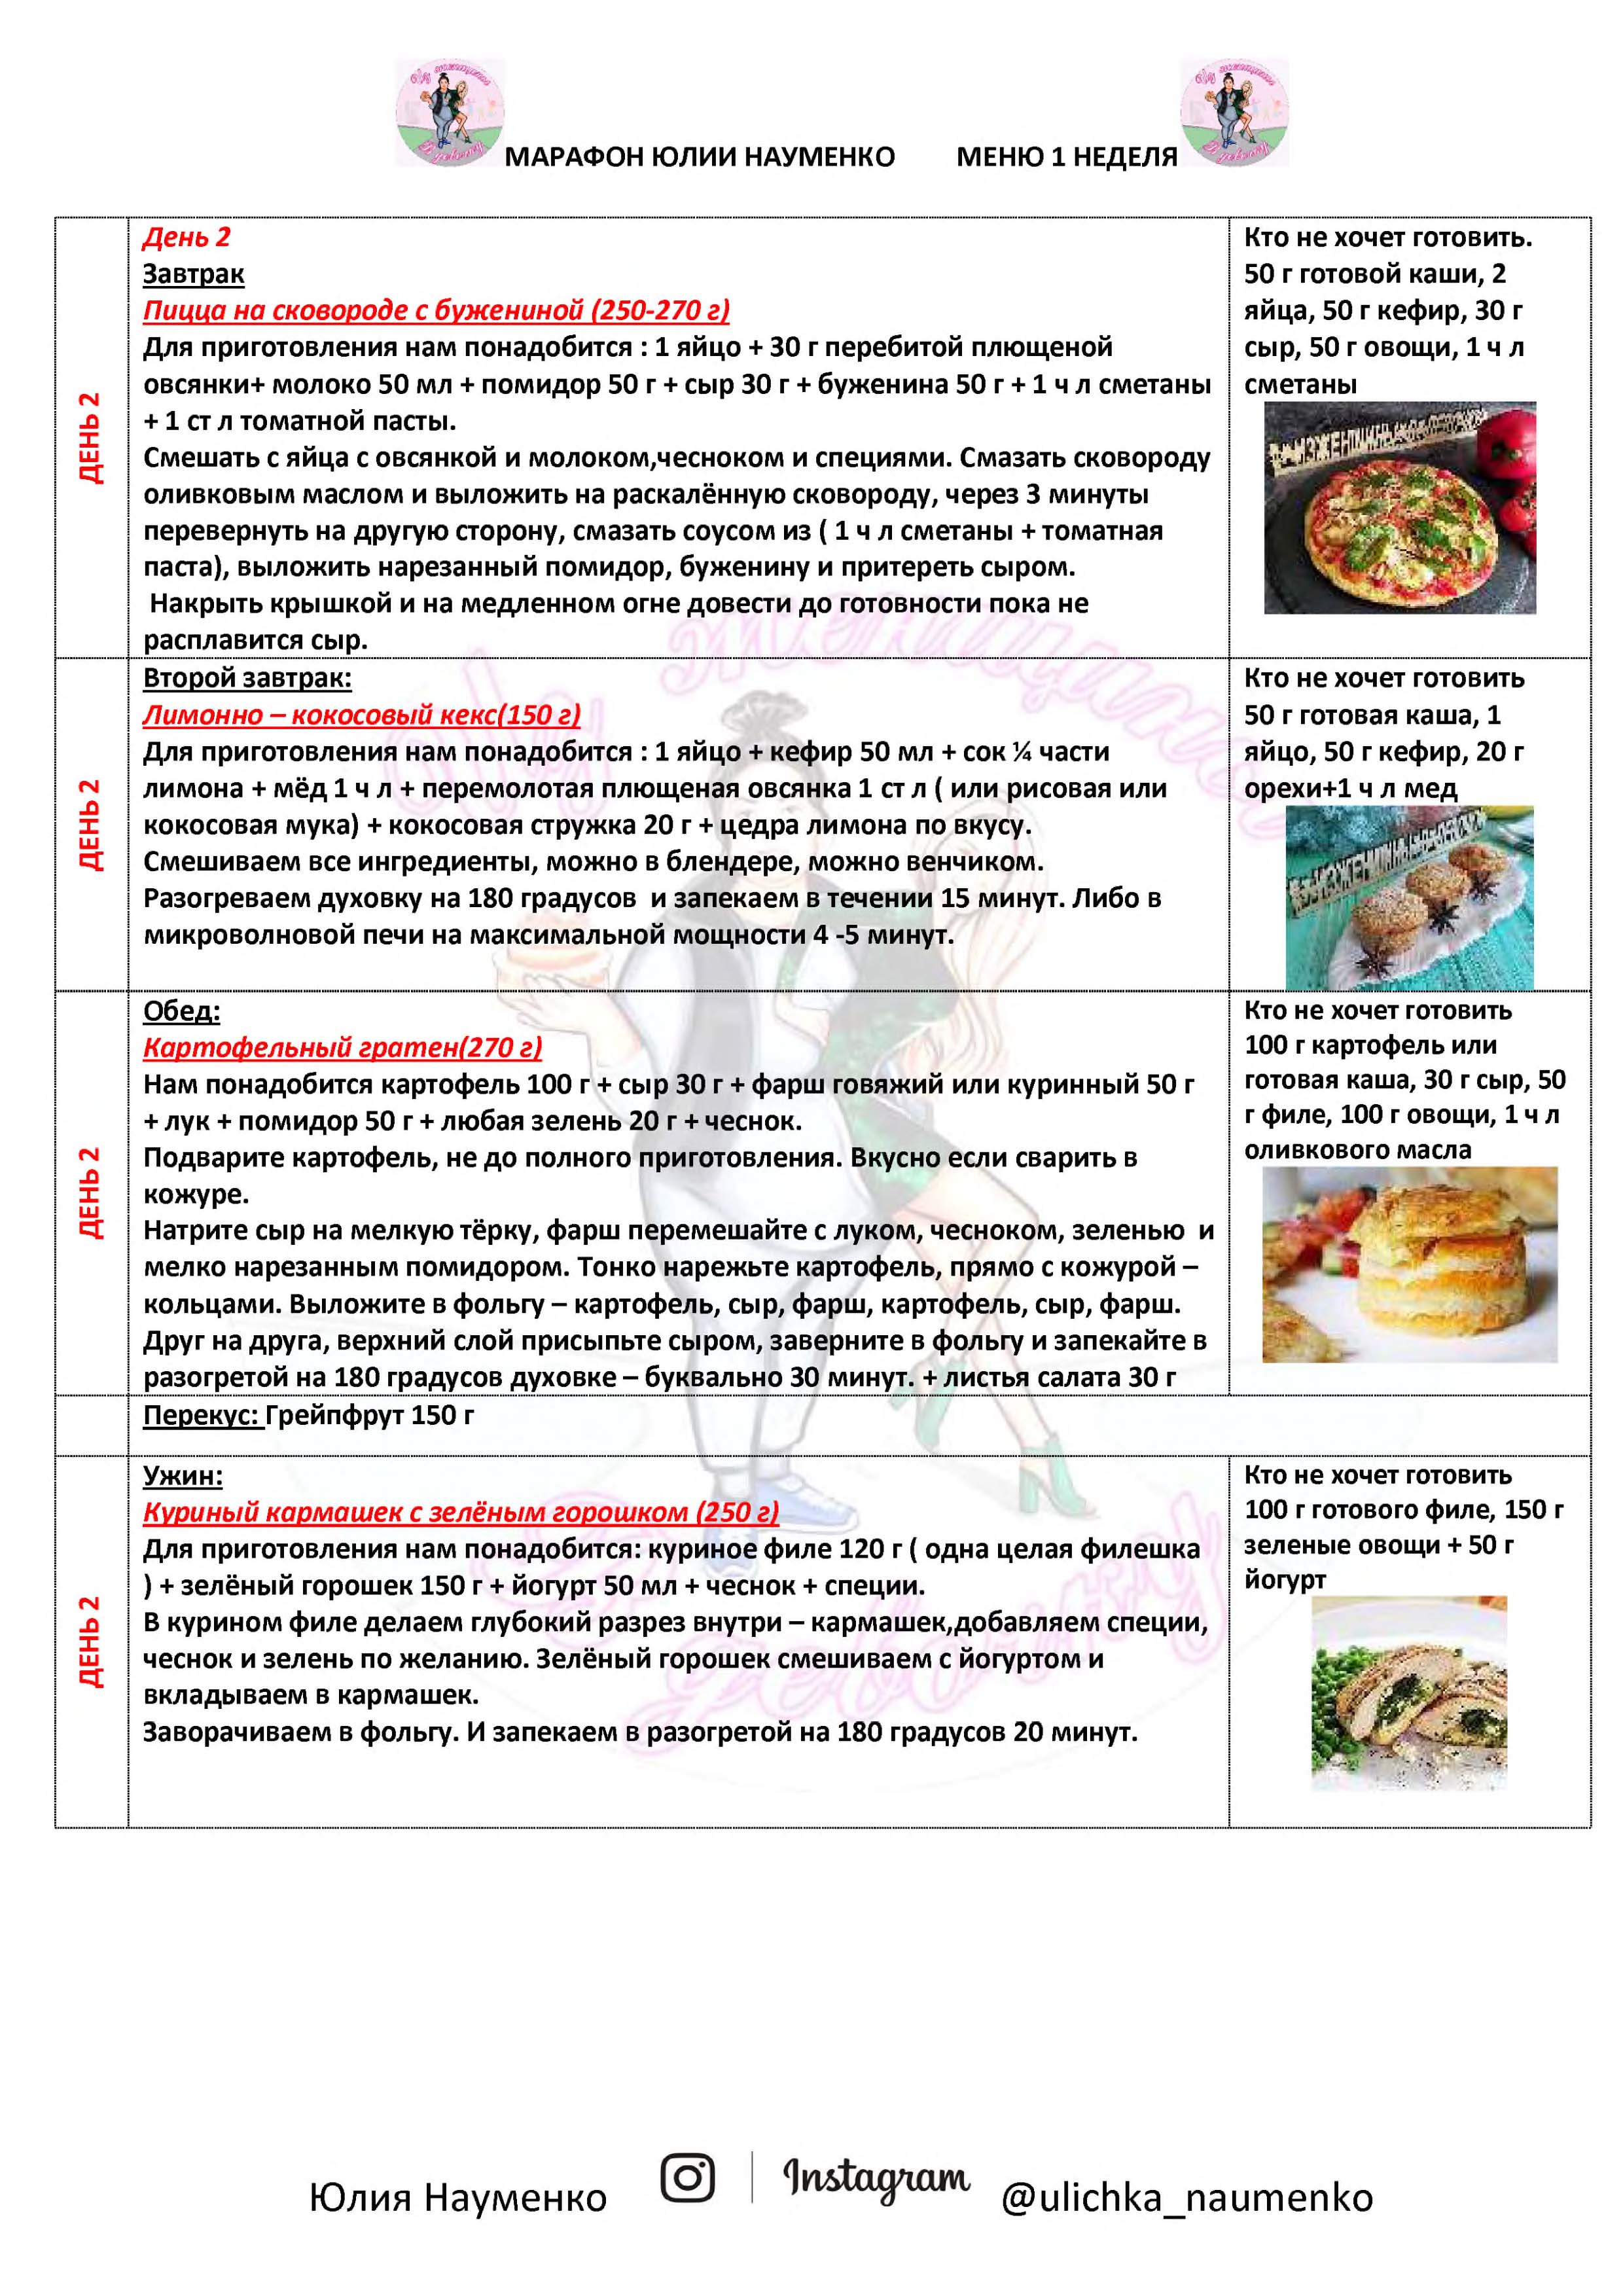 МАРАФОН ЮЛИИ НАУМЕНКО МЕНЮ 1 НЕДЕЛЯ
ДЕНЬ 2
День 2
Завтрак
Пицца на сковороде с бужениной (250-270 г)
Для приготовления нам понадобится : 1 яйцо + 30 г перебитой плющеной
овсянки+ молоко 50 мл + помидор 50 г + сыр 30 г + буженина 50 г + 1 ч л сметаны
+ 1 ст л томатной пасты.
Смешать с яйца с овсянкой и молоком,чесноком и специями. Смазать сковороду
оливковым маслом и выложить на раскалённую сковороду, через 3 минуты
перевернуть на другую сторону, смазать соусом из ( 1 ч л сметаны + томатная
паста), выложить нарезанный помидор, буженину и притереть сыром.
Накрыть крышкой и на медленном огне довести до готовности пока не
расплавится сыр.
Кто не хочет готовить.
50 г готовой каши, 2
яйца, 50 г кефир, 30 г
сыр, 50 г овощи, 1 ч л
сметаны
ДЕНЬ 2
Второй завтрак:
Лимонно – кокосовый кекс(150 г)
Для приготовления нам понадобится : 1 яйцо + кефир 50 мл + сок ¼ части
лимона + мёд 1 ч л + перемолотая плющеная овсянка 1 ст л ( или рисовая или
кокосовая мука) + кокосовая стружка 20 г + цедра лимона по вкусу.
Смешиваем все ингредиенты, можно в блендере, можно венчиком.
Разогреваем духовку на 180 градусов и запекаем в течении 15 минут. Либо в
микроволновой печи на максимальной мощности 4 -5 минут.
Кто не хочет готовить
50 г готовая каша, 1
яйцо, 50 г кефир, 20 г
орехи+1 ч л мед
ДЕНЬ 2
Обед:
Картофельный гратен(270 г)
Нам понадобится картофель 100 г + сыр 30 г + фарш говяжий или куринный 50 г
+ лук + помидор 50 г + любая зелень 20 г + чеснок.
Подварите картофель, не до полного приготовления. Вкусно если сварить в
кожуре.
Натрите сыр на мелкую тёрку, фарш перемешайте с луком, чесноком, зеленью и
мелко нарезанным помидором. Тонко нарежьте картофель, прямо с кожурой –
кольцами. Выложите в фольгу – картофель, сыр, фарш, картофель, сыр, фарш.
Друг на друга, верхний слой присыпьте сыром, заверните в фольгу и запекайте в
разогретой на 180 градусов духовке – буквально 30 минут. + листья салата 30 г
Кто не хочет готовить
100 г картофель или
готовая каша, 30 г сыр, 50
г филе, 100 г овощи, 1 ч л
оливкового масла
Перекус: Грейпфрут 150 г
ДЕНЬ 2
Ужин:
Куриный кармашек с зелёным горошком (250 г)
Для приготовления нам понадобится: куриное филе 120 г ( одна целая филешка
) + зелёный горошек 150 г + йогурт 50 мл + чеснок + специи.
В курином филе делаем глубокий разрез внутри – кармашек,добавляем специи,
чеснок и зелень по желанию. Зелёный горошек смешиваем с йогуртом и
вкладываем в кармашек.
Заворачиваем в фольгу. И запекаем в разогретой на 180 градусов 20 минут.
Кто не хочет готовить
100 г готового филе, 150 г
зеленые овощи + 50 г
йогурт
Юлия Науменко Instagram @ulichka_naumenko